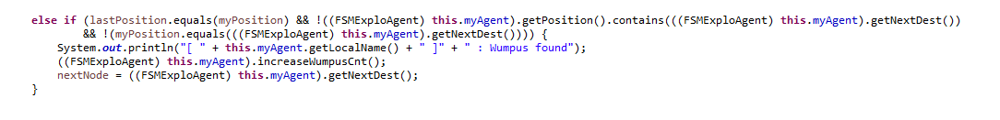 else if (lastPosition.equals(myPosition) && !((FSMExploAgent) this.myAgent).getPosition().contains(((FSMExploAgent) this.myAgent).getNextDest())
&& !(myPosition.equals(((FSMExploAgent) this.myAgent).getNextDest()))) {
System.out.println("[ " + this.myAgent.getLocalName() + " ]" + " : Wumpus found");
((FSMExploAgent) this.myAgent).increaseWumpusCnt();
nextNode = ((FSMExploAgent) this.myAgent).getNextDest();
}